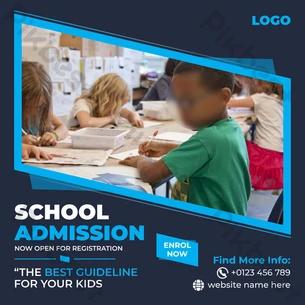 LOGO
SCHOOL
ADMISSION
NOW OPEN FOR REGISTRATION
ENROL
NOW
“THE BEST GUIDELINE
FOR YOUR KIDS
Find More Info:
+0123 456 789
website name here